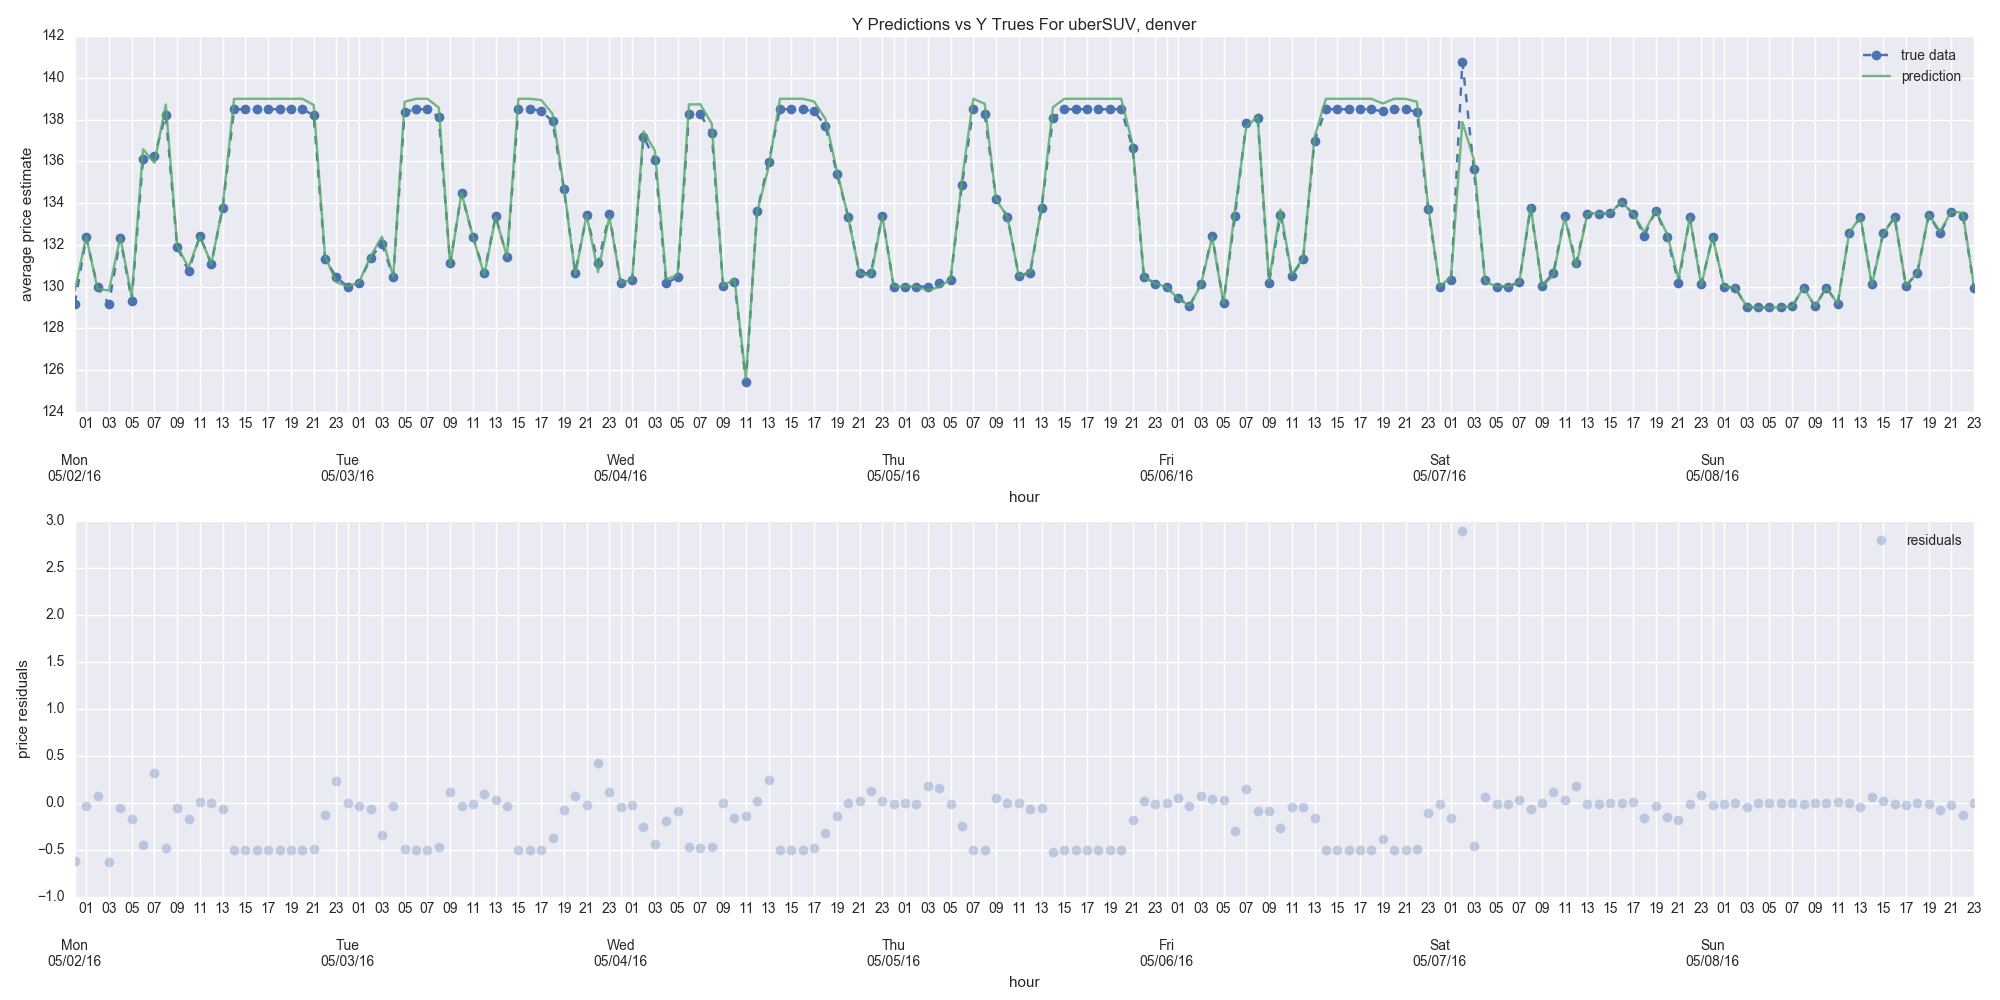 Y Predictions vs Y Trues For uberSUV, denver
142
140
138
136
134
132
130
128
126
124
average price estimate
true data
prediction
01 03 05 07 09 11 13 15 17 19 21 23 01 03 05 07 09 11 13 15 17 19 21 23 01 03 05 07 09 11 13 15 17 19 21 23 01 03 05 07 09 11 13 15 17 19 21 23 01 03 05 07 09 11 13 15 17 19 21 23 01 03 05 07 09 11 13 15 17 19 21 23 01 03 05 07 09 11 13 15 17 19 21 23
Mon Tue Wed Thu Fri Sat Sun
05/02/16 05/03/16 05/04/16 05/05/16 05/06/16 05/07/16 05/08/16
hour
3.0
2.5
2.0
1.5
1.0
0.5
0.0
−0.5
−1.0
price residuals
residuals
01 03 05 07 09 11 13 15 17 19 21 23 01 03 05 07 09 11 13 15 17 19 21 23 01 03 05 07 09 11 13 15 17 19 21 23 01 03 05 07 09 11 13 15 17 19 21 23 01 03 05 07 09 11 13 15 17 19 21 23 01 03 05 07 09 11 13 15 17 19 21 23 01 03 05 07 09 11 13 15 17 19 21 23
Mon Tue Wed Thu Fri Sat Sun
05/02/16 05/03/16 05/04/16 05/05/16 05/06/16 05/07/16 05/08/16
hour